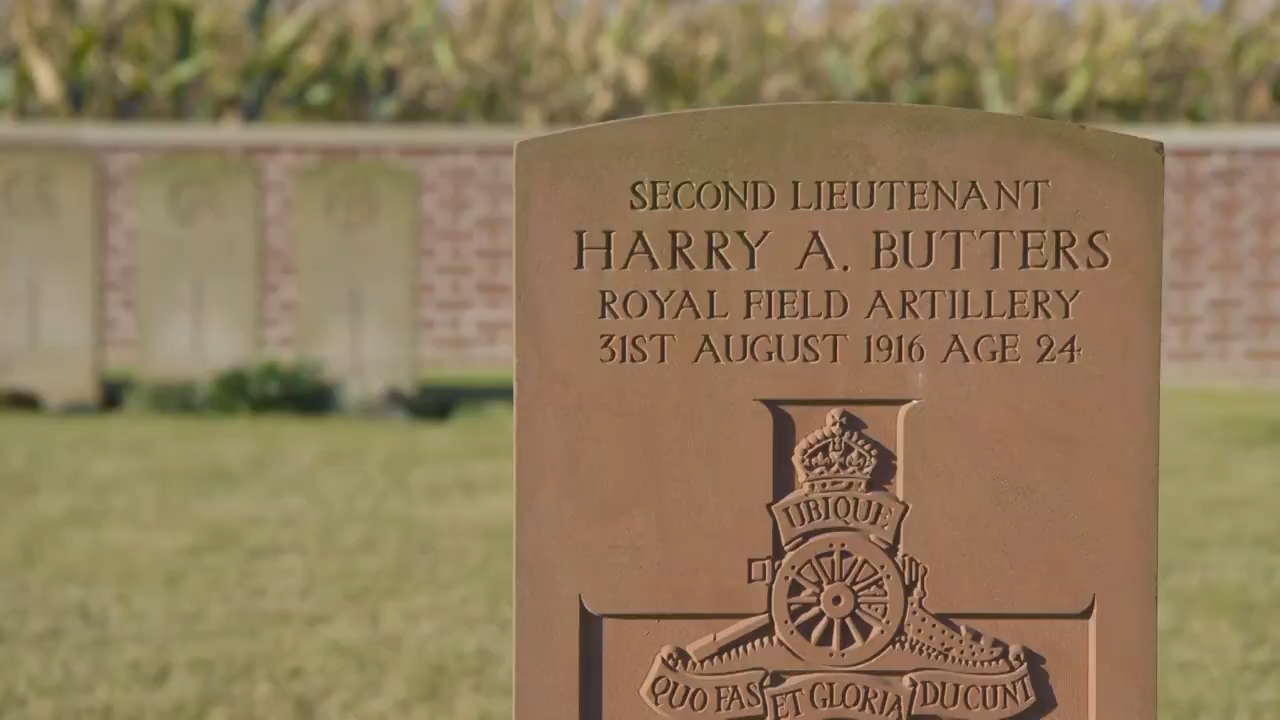 SECOND LIEUTENANT
HARRY A. BUTTERS
ROYAL FIELD ARTILLERY
31ST AUGUST 1916 AGE 24
UBIQUE
QUO FAS ET GLORIA DUCUNT